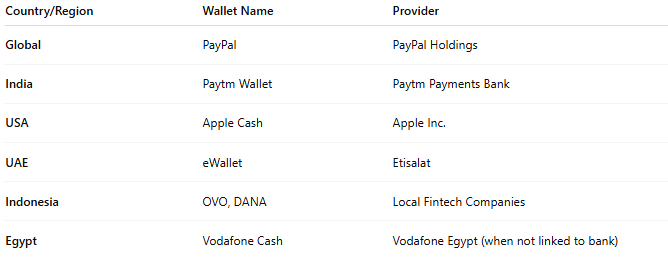 Country/Region Wallet Name Provider
Global PayPal PayPal Holdings
India Paytm Wallet Paytm Payments Bank
USA Apple Cash Apple Inc.
UAE eWallet Etisalat
Indonesia OVO, DANA Local Fintech Companies
Egypt Vodafone Cash Vodafone Egypt (when not linked to bank)